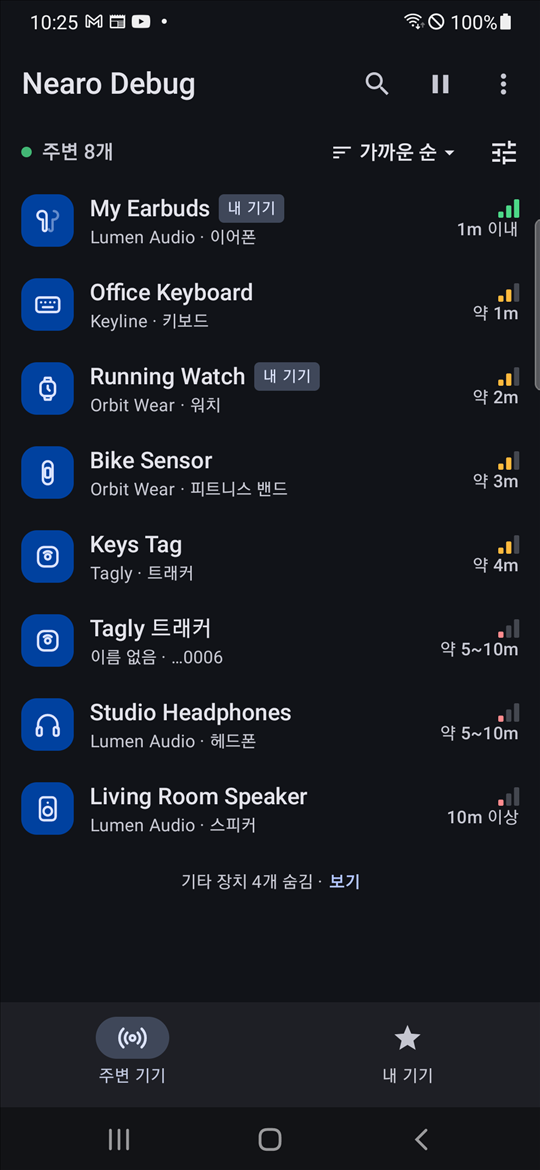 10:25 100%
Nearo Debug
주변 8개 가까운 순
My Earbuds 내 기기
Lumen Audio · 이어폰 1m 이내
Office Keyboard
Keyline · 키보드 약 1m
Running Watch 내 기기
Orbit Wear · 워치 약 2m
Bike Sensor
Orbit Wear · 피트니스 밴드 약 3m
Keys Tag
Tagly · 트래커 약 4m
Tagly 트래커
이름 없음 · …0006 약 5~10m
Studio Headphones
Lumen Audio · 헤드폰 약 5~10m
Living Room Speaker
Lumen Audio · 스피커 10m 이상
기타 장치 4개 숨김 · 보기
주변 기기 내 기기